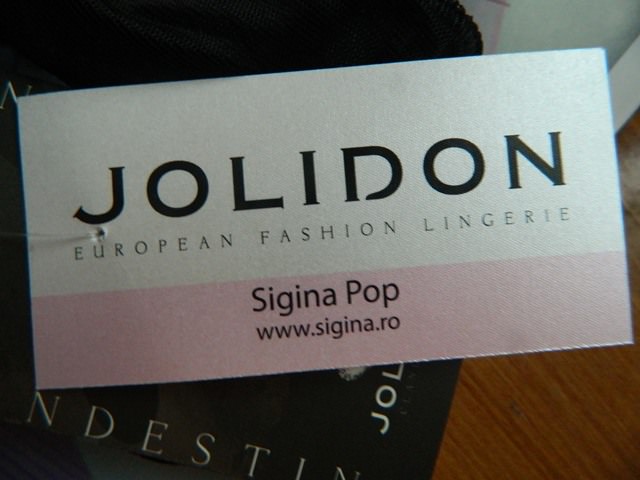 JOLIDON
EUROPEAN FASHION LINGERIE
Sigina Pop
www.sigina.ro
JOL
NDESTIN